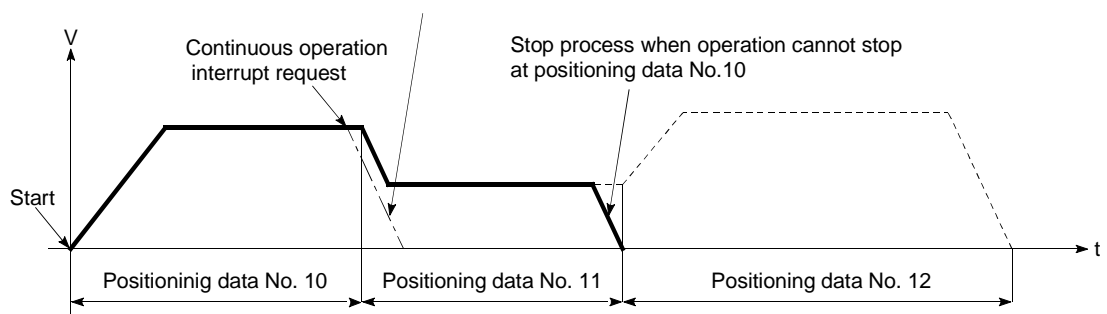 V
Continuous operation
interrupt request
Stop process when operation cannot stop
at positioning data No.10
Start
t
Positioninig data No. 10
Positioning data No. 11
Positioning data No. 12